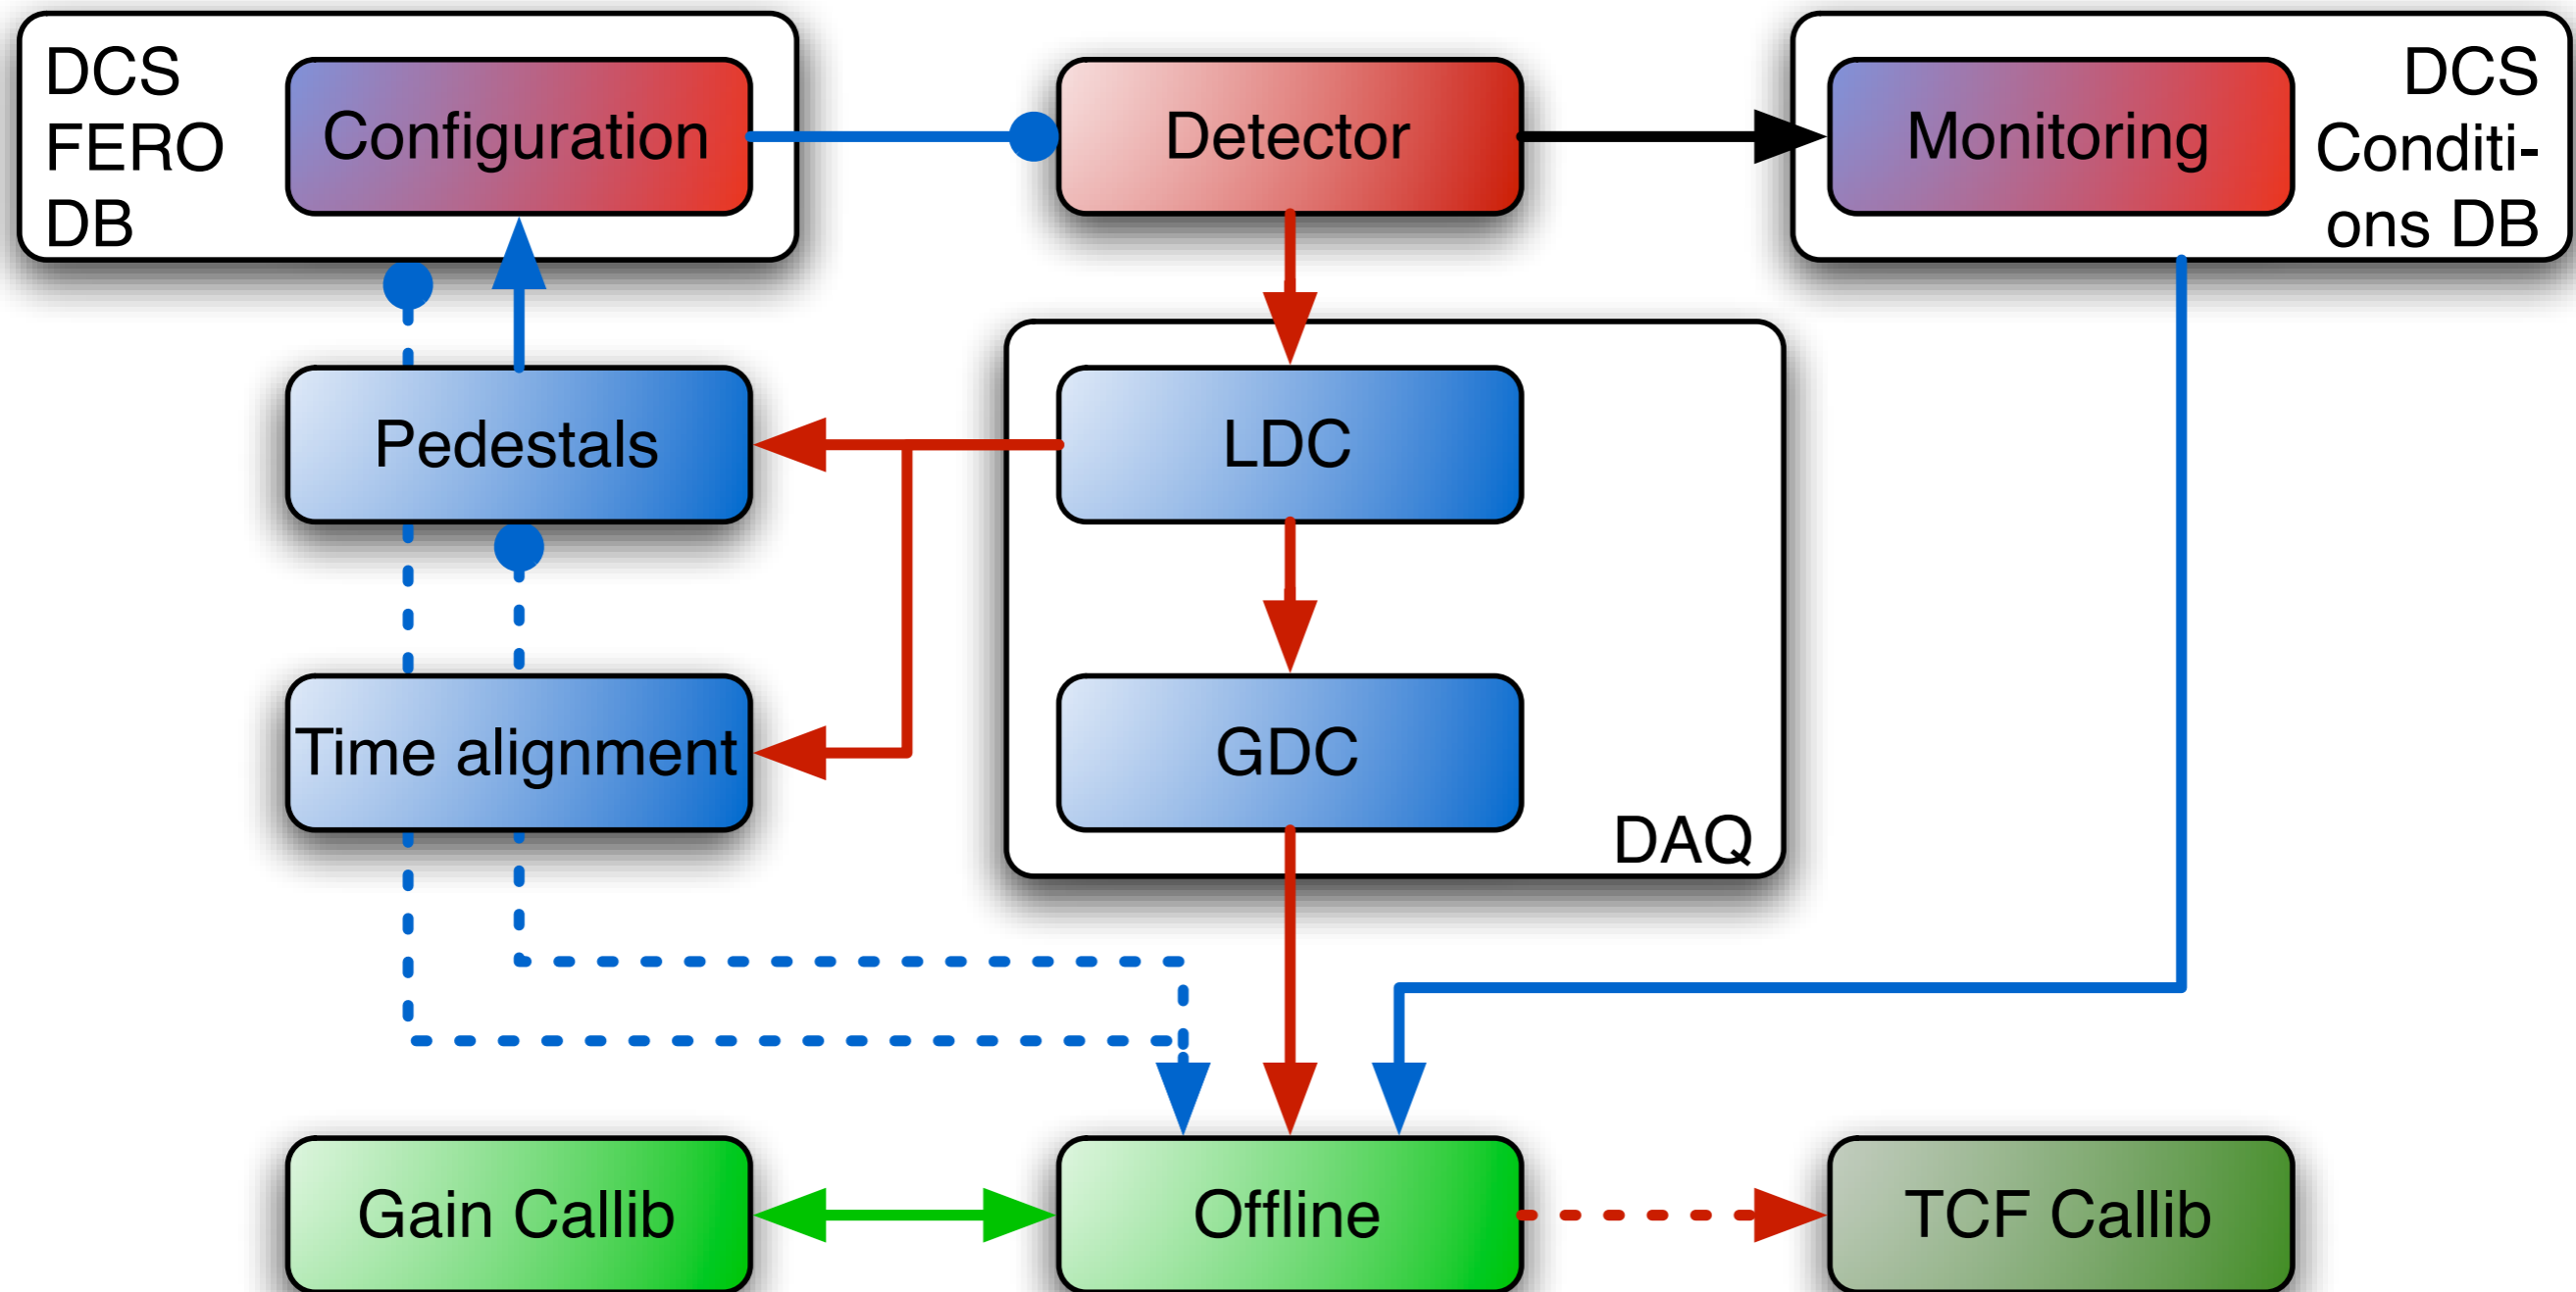 DCS
FERO
DB
Configuration
Detector
Monitoring
DCS
Conditi-
ons DB
Pedestals
LDC
Time alignment
GDC
DAQ
Gain Callib
Offline
TCF Callib